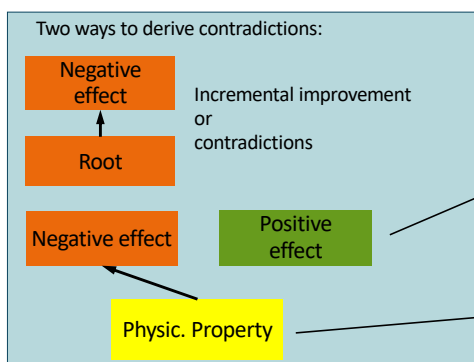 Two ways to derive contradictions:
Negative
effect
Incremental improvement
or
contradictions
Root
Negative effect
Positive
effect
Physic. Property